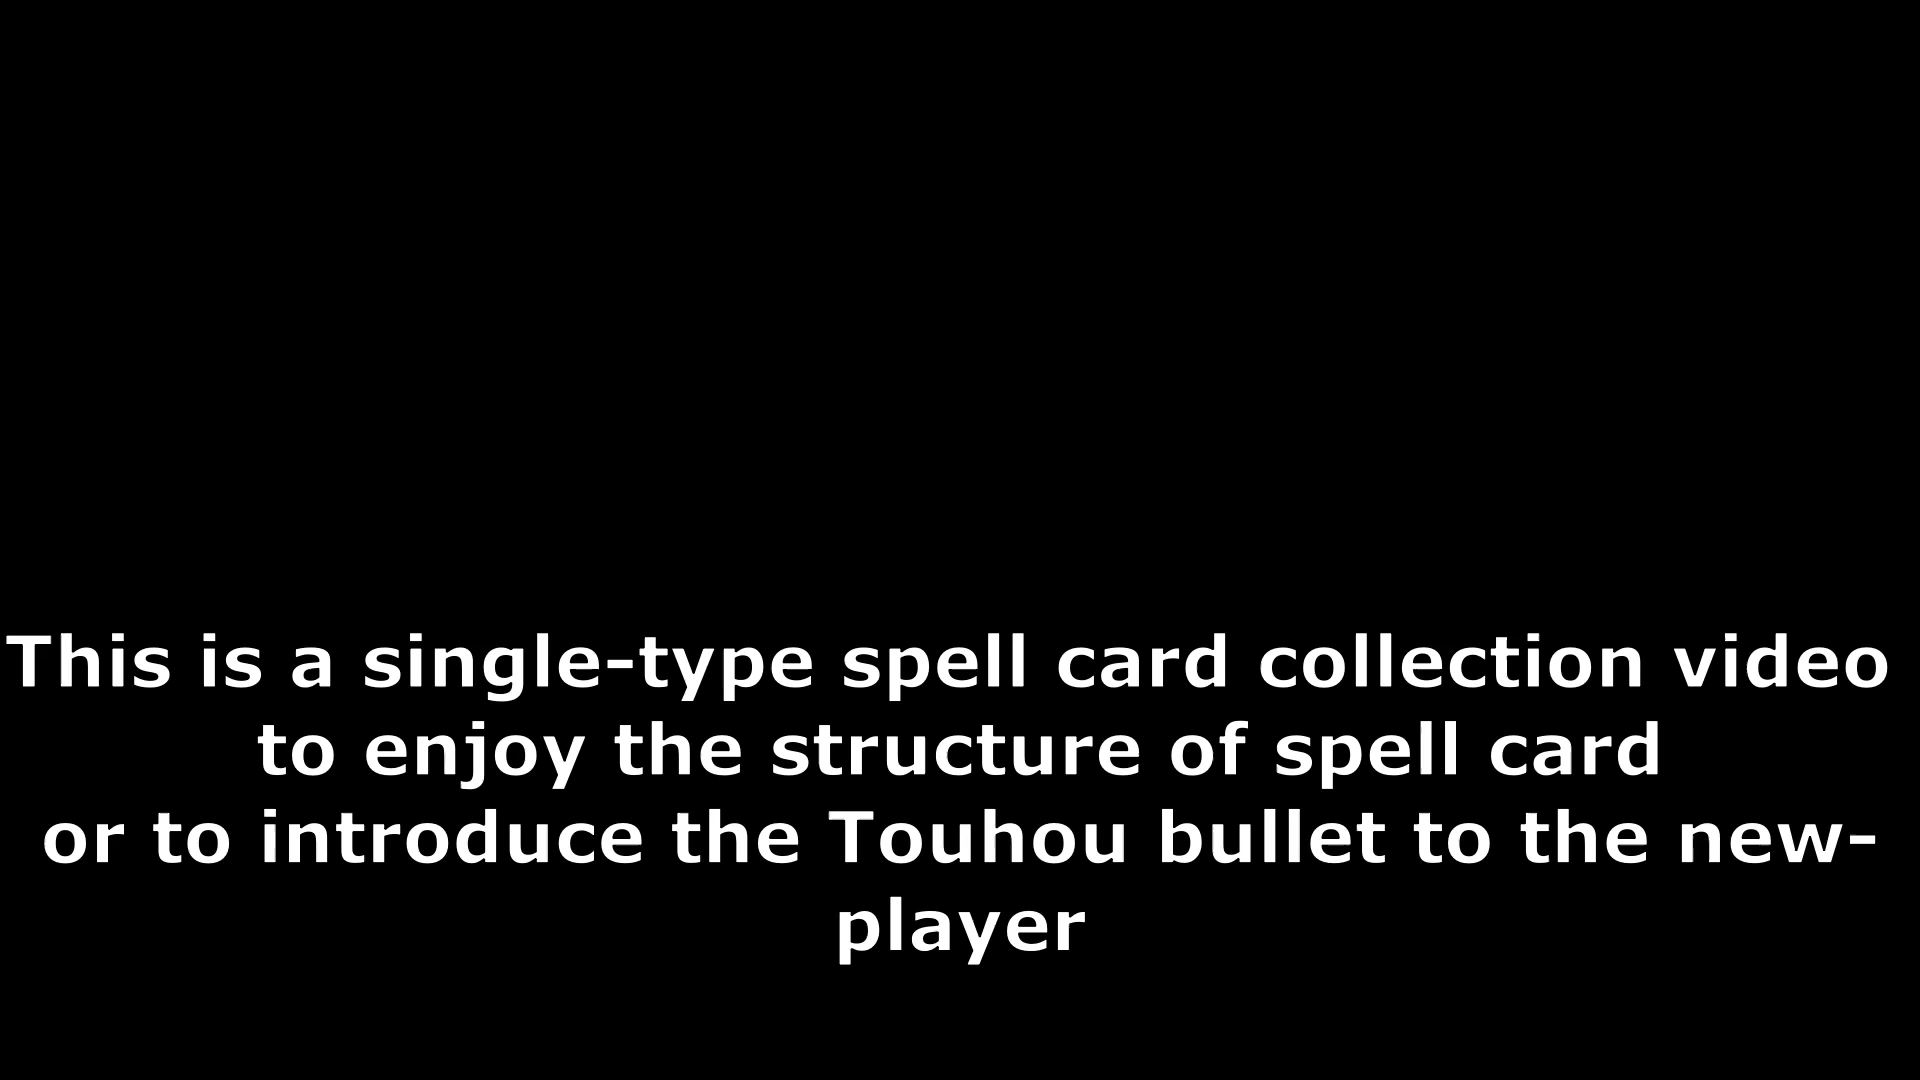 This is a single-type spell card collection video
to enjoy the structure of spell card
or to introduce the Touhou bullet to the new-
player